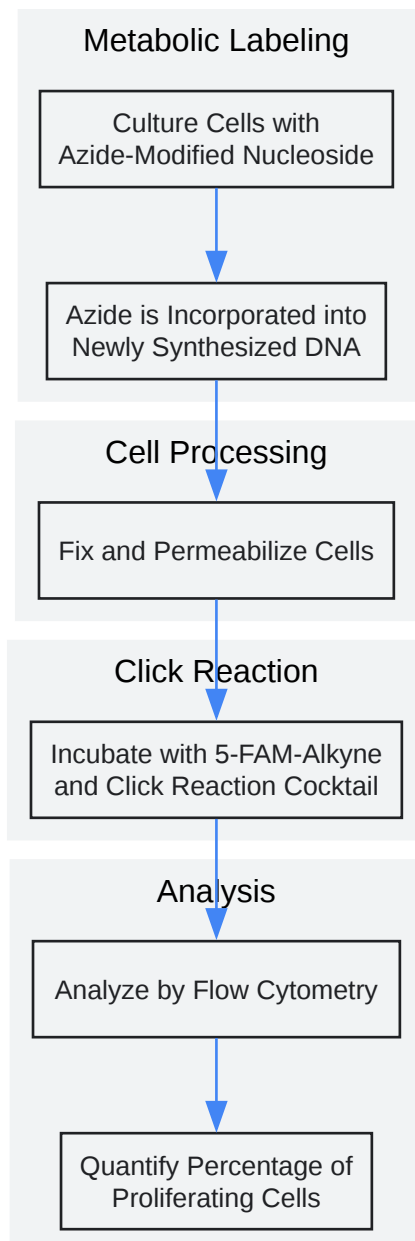 Metabolic Labeling
Culture Cells with
Azide-Modified Nucleoside
Azide is Incorporated into
Newly Synthesized DNA
Cell Processing
Fix and Permeabilize Cells
Click Reaction
Incubate with 5-FAM-Alkyne
and Click Reaction Cocktail
Analysis
Analyze by Flow Cytometry
Quantify Percentage of
Proliferating Cells